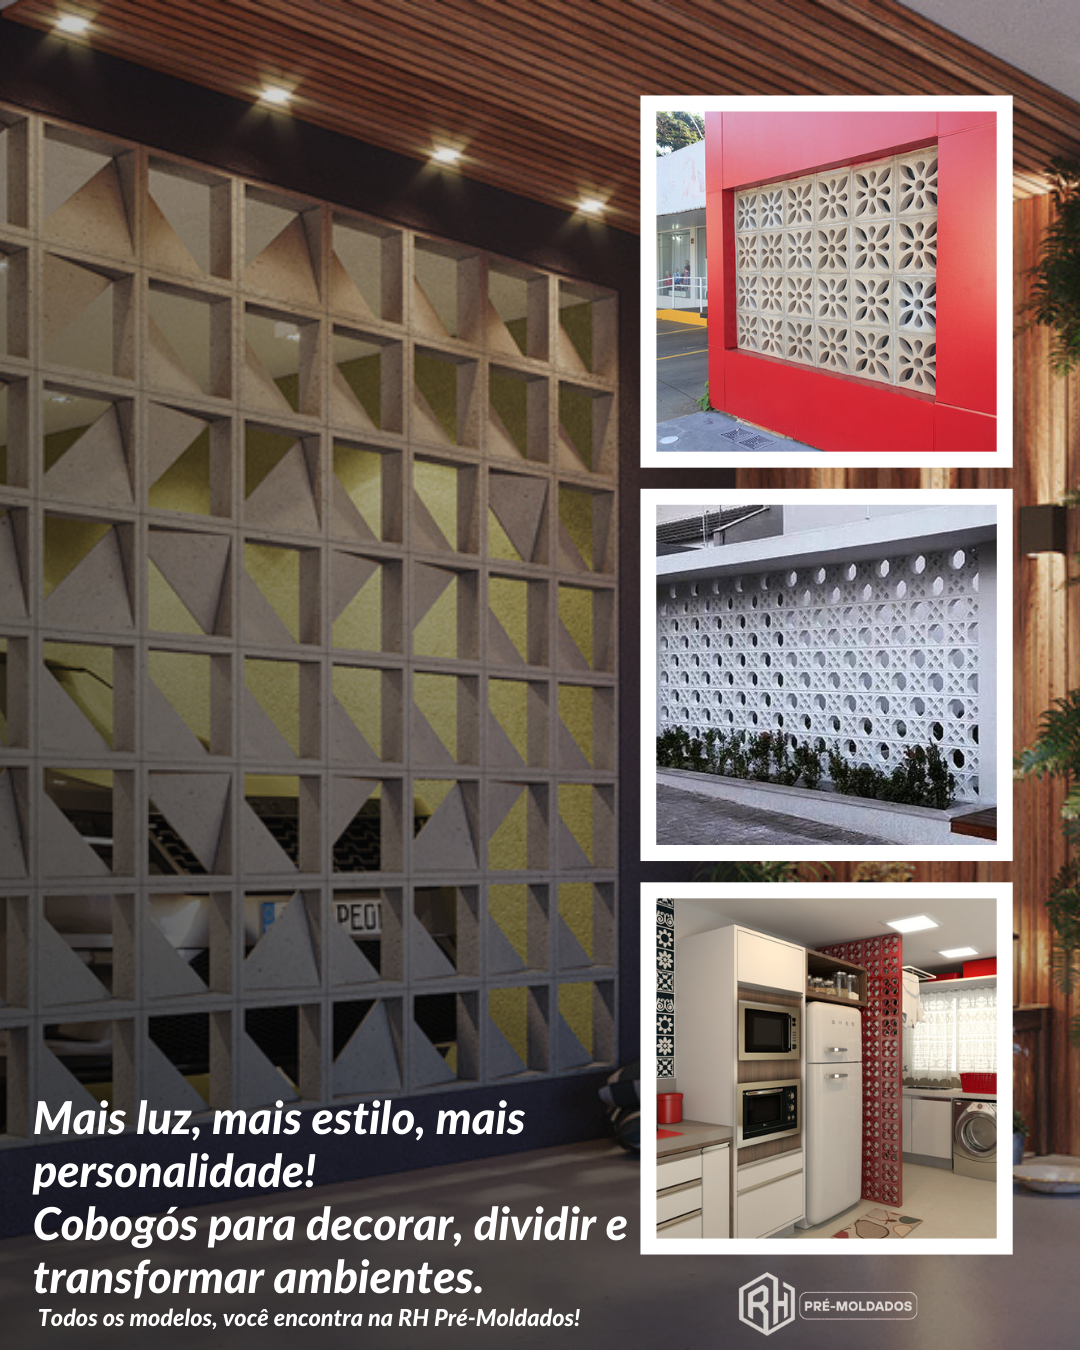 PEO
Mais luz, mais estilo, mais
personalidade!
Cobogós para decorar, dividir e
transformar ambientes.
Todos os modelos, você encontra na RH Pré-Moldados!
RH PRÉ-MOLDADOS